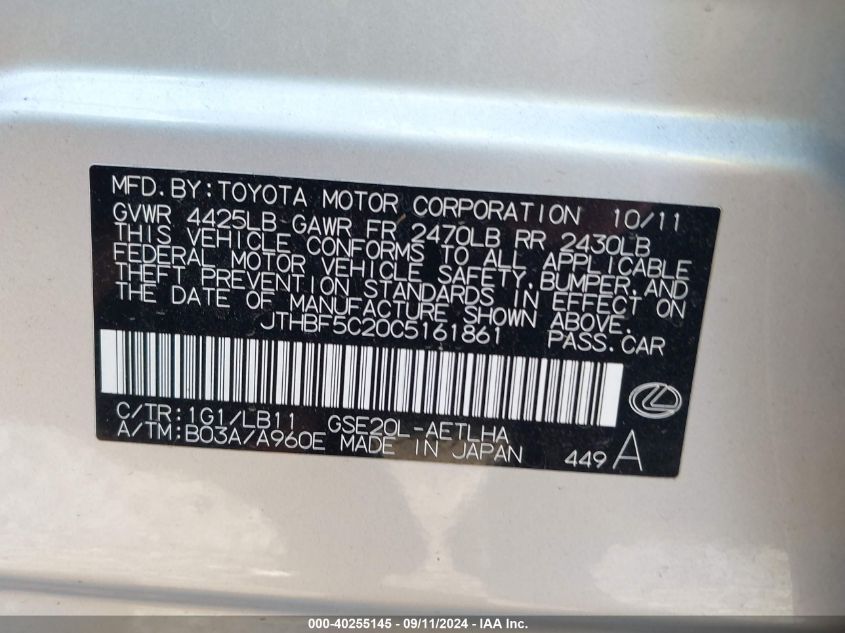 MFD.BY:TOYOTA MOTOR CORPORATION 10/11
GVWR 4425LB GAWR FR 2470LB RR 2430LB
THIS VEHICLE CONFORMS TO ALL APPLICABLE
FEDERAL MOTOR VEHICLE SAFETY,BUMPER,AND
THEFT PREVENTION STANDARDS IN EFFECT ON
THE DATE OF MANUFACTURE SHOWN ABOVE.
JTHBF5C20C5161861 PASS.CAR
C/TR:1G1/LB11 GSE20L-AETLHA
A/TM:B03A/A960E MADE IN JAPAN 449 A
000-40255145 - 09/11/2024 - IAA Inc.